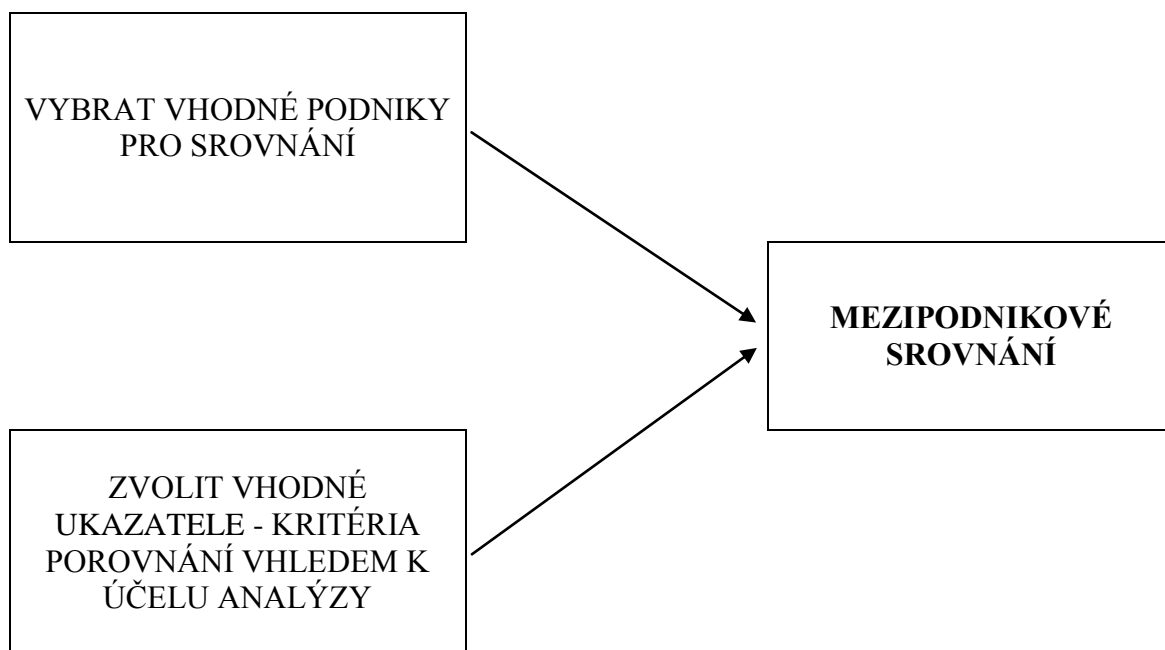 VYBRAT VHODNÉ PODNIKY
PRO SROVNÁNÍ
MEZIPODNIKOVÉ
SROVNÁNÍ
ZVOLIT VHODNÉ
UKAZATELE - KRITÉRIA
POROVNÁNÍ VHLEDEM K
ÚČELU ANALÝZY